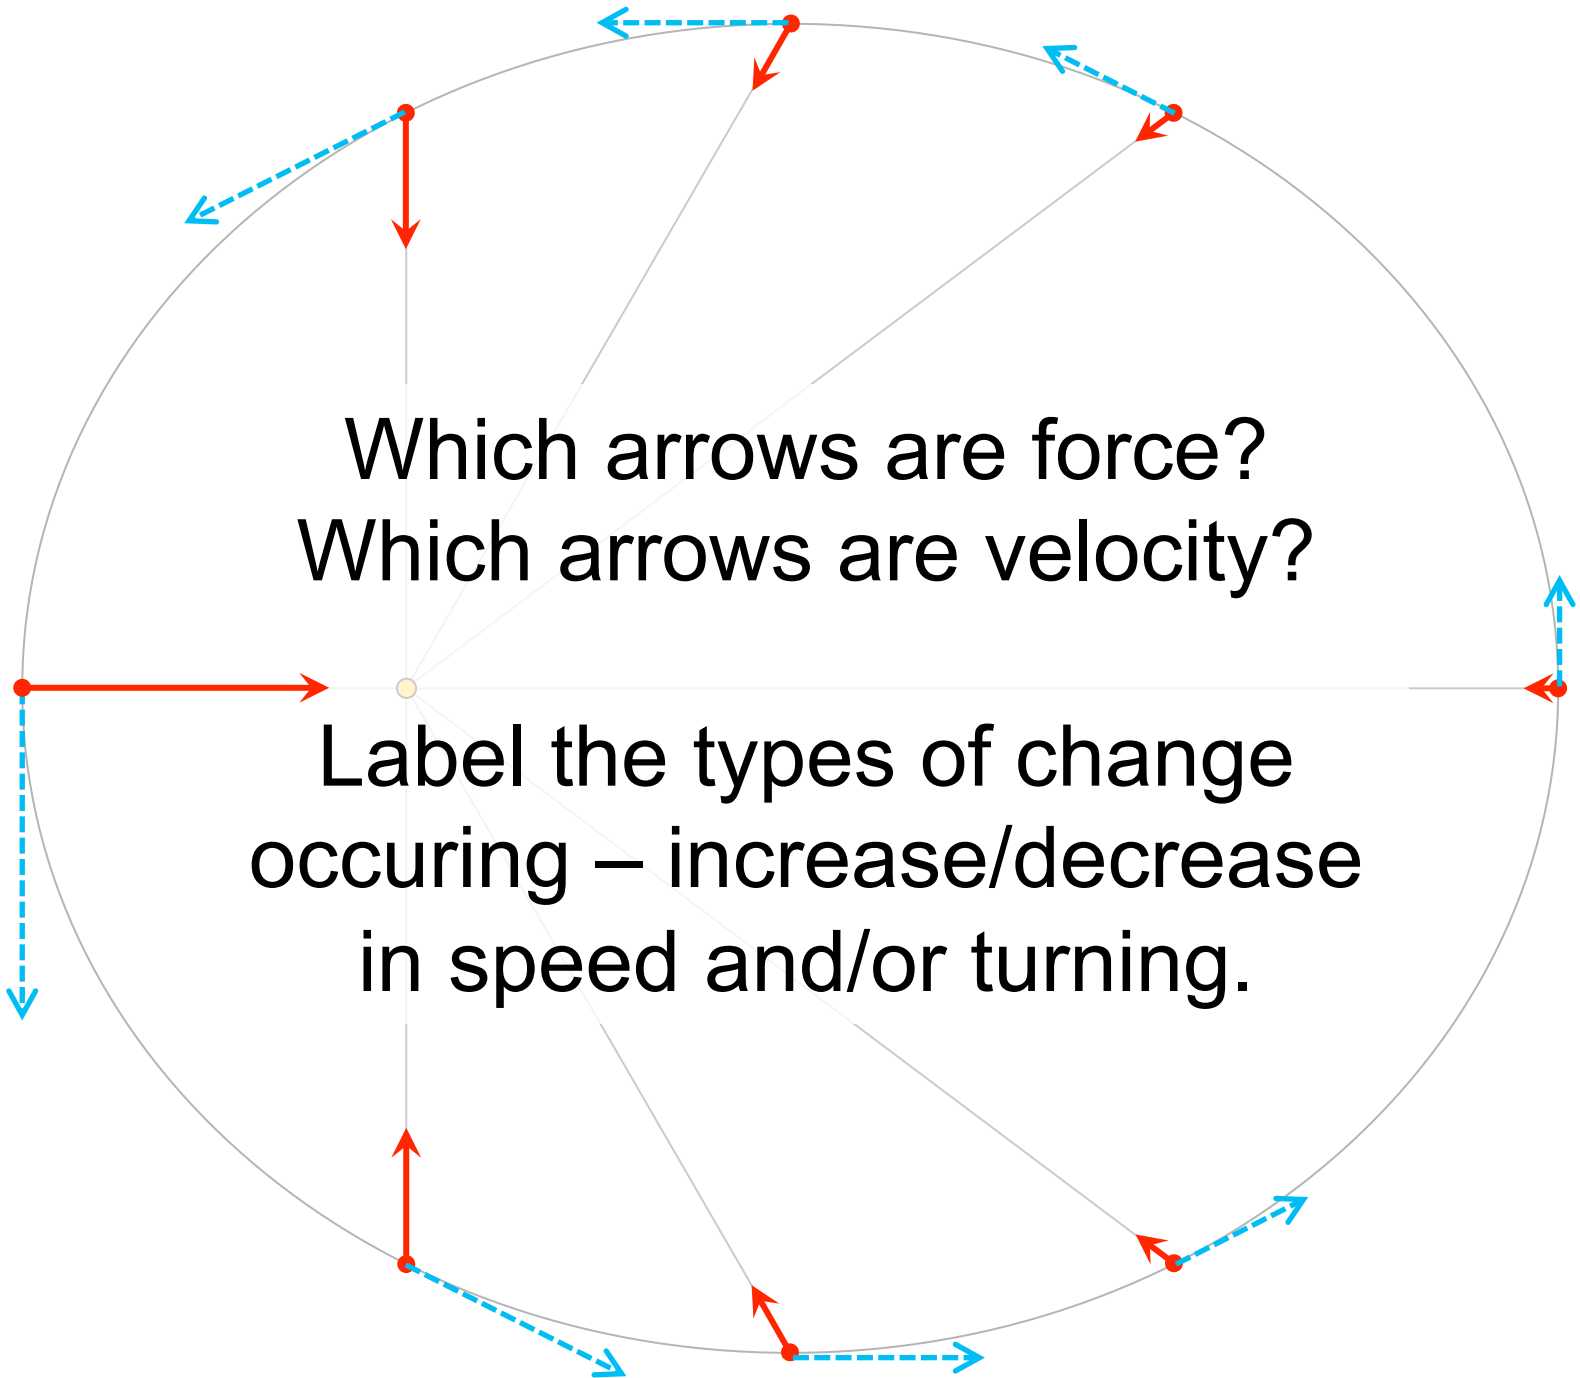 Which arrows are force?
Which arrows are velocity?
Label the types of change
occuring – increase/decrease
in speed and/or turning.